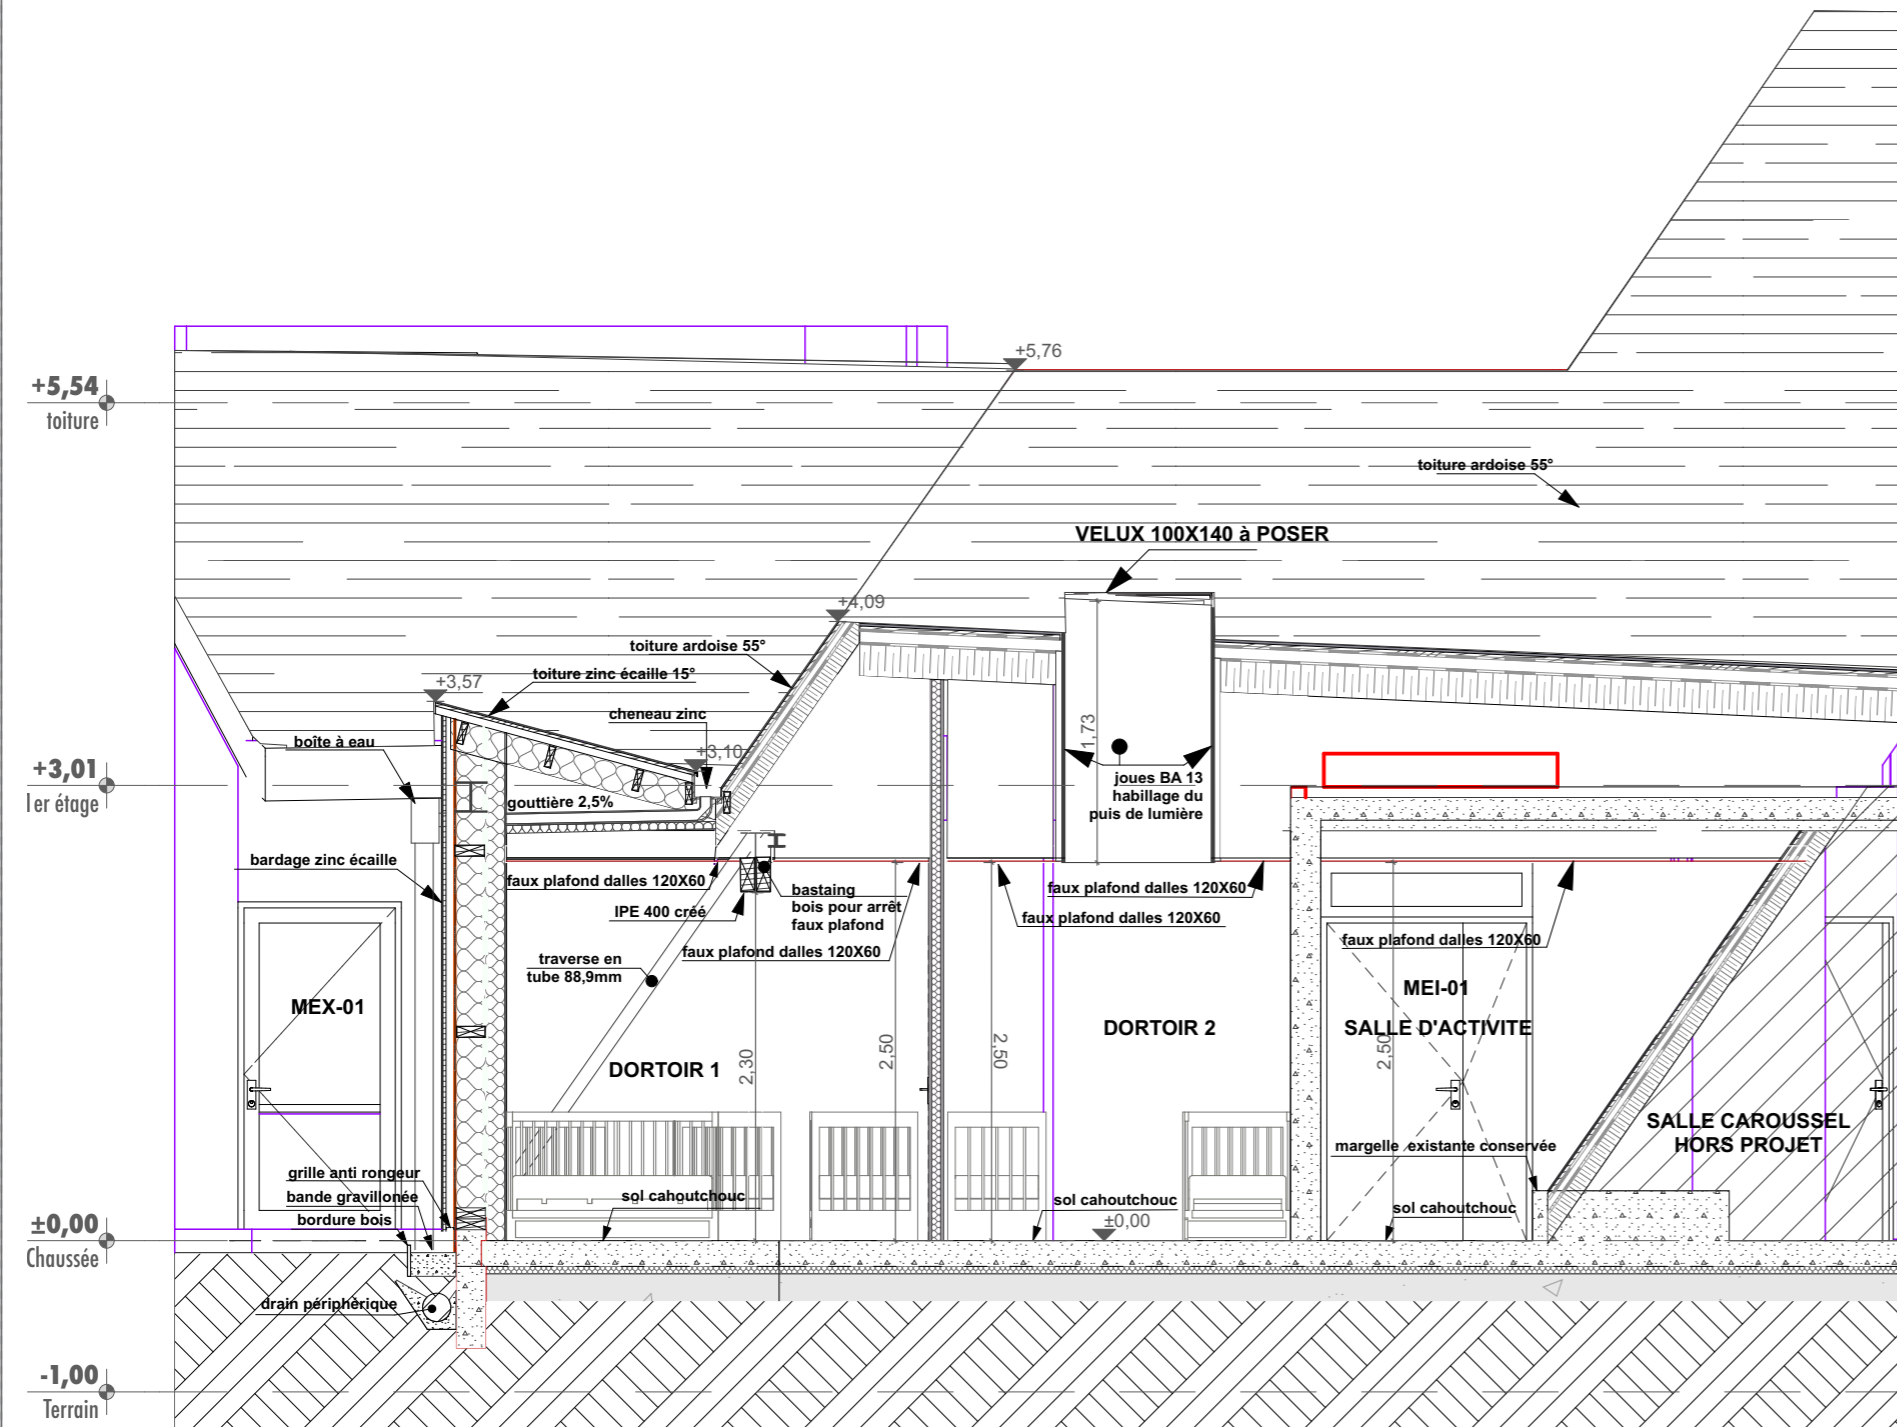 +5,76
+5,54
toiture
toiture ardoise 55°
VELUX 100X140 à POSER
+4,09
toiture ardoise 55°
toiture zinc écaille 15°
+3,57
cheneau zinc
boîte à eau
+3,10
1,73
+3,01
1er étage
joues BA 13
habillage du
puis de lumière
gouttière 2,5%
bardage zinc écaille
faux plafond dalles 120X60
bastaing
bois pour arrêt
faux plafond
IPE 400 créé
faux plafond dalles 120X60
faux plafond dalles 120X60
faux plafond dalles 120X60
faux plafond dalles 120X60
traverse en
tube 88,9mm
MEX-01
MEI-01
SALLE D'ACTIVITE
DORTOIR 2
DORTOIR 1
2,30
2,50
2,50
2,50
SALLE CAROUSSEL
HORS PROJET
margelle existante conservée
grille anti rongeur
bande gravillonée
bordure bois
sol cahoutchouc
sol cahoutchouc
sol cahoutchouc
±0,00
±0,00
Chaussée
drain périphèrique
-1,00
Terrain